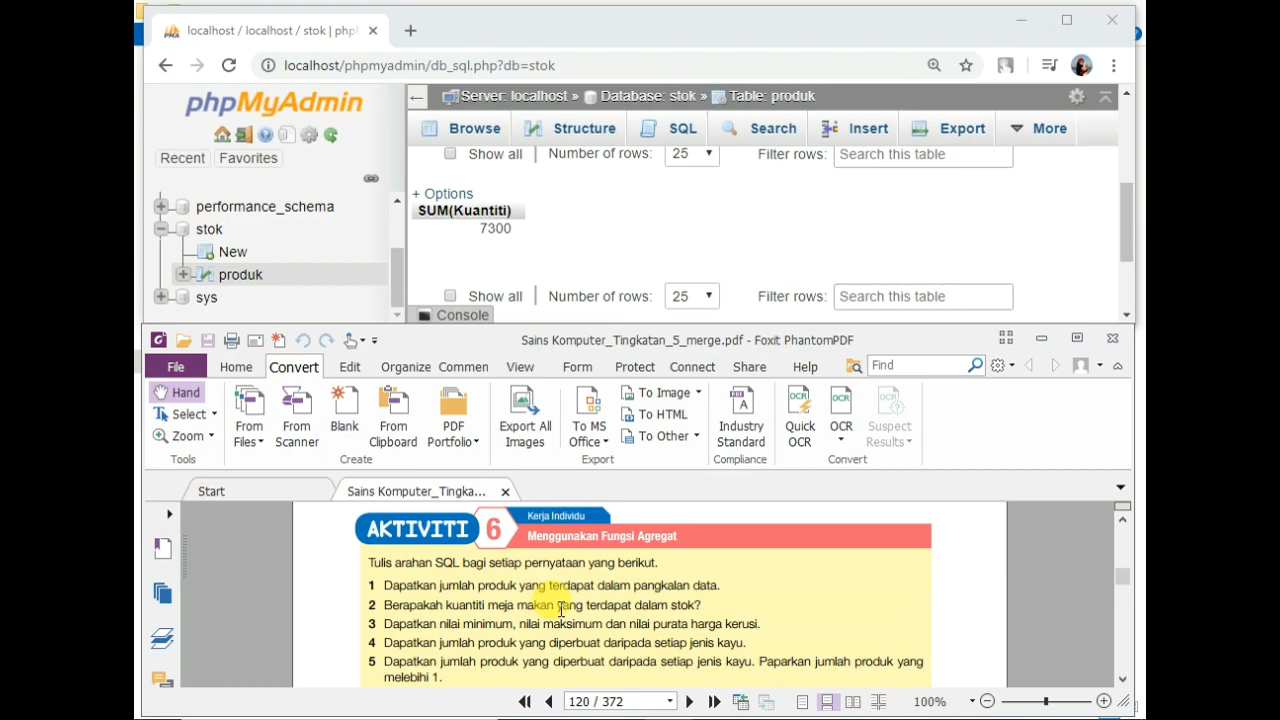 localhost / localhost / stok | php
localhost/phpmyadmin/db_sql.php?db=stok
phpMyAdmin
Recent Favorites
performance_schema
stok
New
produk
sys
Server: localhost » Database: stok » Table: produk
Browse Structure SQL Search Insert Export More
Show all Number of rows: 25 Filter rows: Search this table
+ Options
SUM(Kuantiti)
7300
Show all Number of rows: 25 Filter rows: Search this table
Console
Sains Komputer_Tingkatan_5_merge.pdf - Foxit PhantomPDF
File Home Convert Edit Organize Commen View Form Protect Connect Share Help Find
Hand
Select
Zoom
Tools
From Files
From Scanner
Blank
From Clipboard
PDF Portfolio
Create
Export All Images
To MS Office
To Image
To HTML
To Other
Export
Industry Standard
Compliance
Quick OCR
OCR
Suspect Results
Convert
Start Sains Komputer_Tingka...
AKTIVITI 6 Kerja Individu
Menggunakan Fungsi Agregat
Tulis arahan SQL bagi setiap pernyataan yang berikut.
1 Dapatkan jumlah produk yang terdapat dalam pangkalan data.
2 Berapakah kuantiti meja makan yang terdapat dalam stok?
3 Dapatkan nilai minimum, nilai maksimum dan nilai purata harga kerusi.
4 Dapatkan jumlah produk yang diperbuat daripada setiap jenis kayu.
5 Dapatkan jumlah produk yang diperbuat daripada setiap jenis kayu. Paparkan jumlah produk yang
melebihi 1.
120 / 372
100%